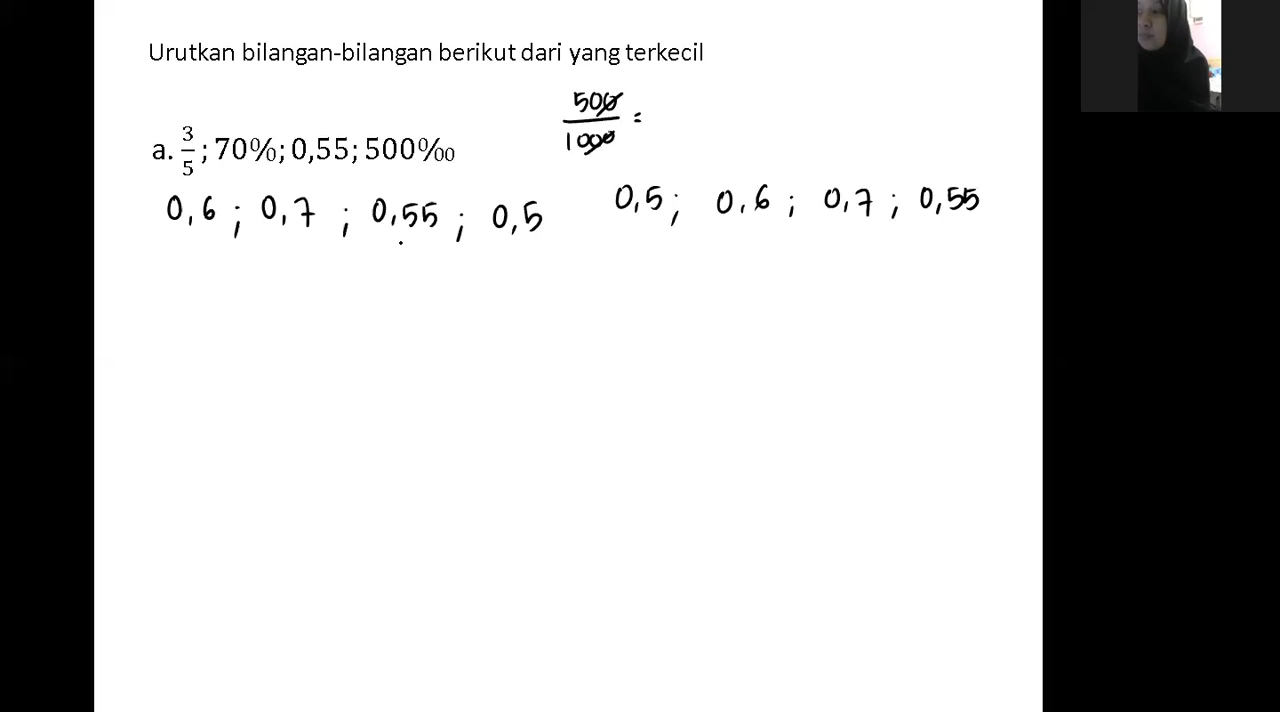 Urutkan bilangan-bilangan berikut dari yang terkecil
500/1000 =
a. 3/5 ; 70%; 0,55; 500‰
0,6 ; 0,7 ; 0,55 ; 0,5
0,5 ; 0,6 ; 0,7 ; 0,55